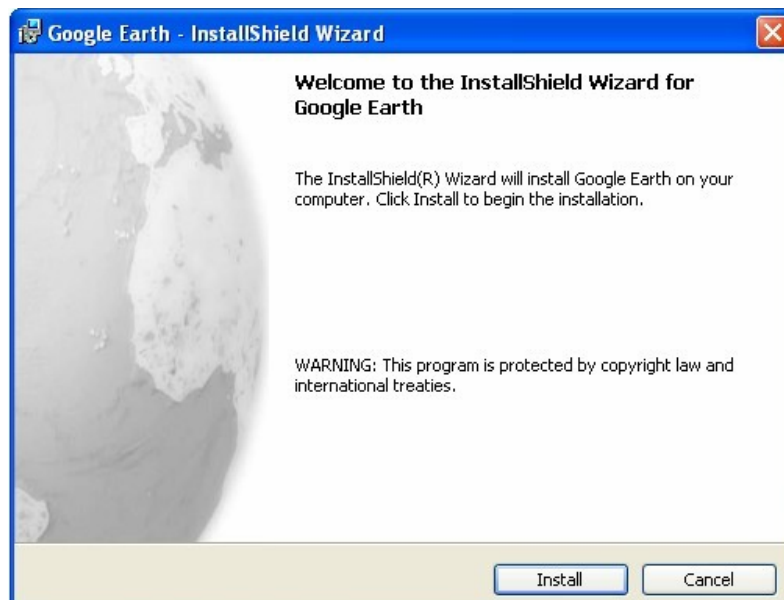 Google Earth - InstallShield Wizard
Welcome to the InstallShield Wizard for
Google Earth
The InstallShield(R) Wizard will install Google Earth on your
computer. Click Install to begin the installation.
WARNING: This program is protected by copyright law and
international treaties.
Install Cancel